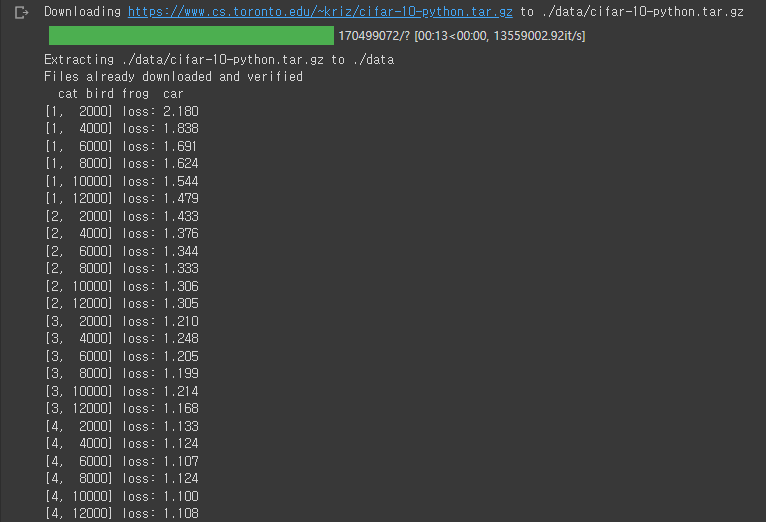 Downloading https://www.cs.toronto.edu/~kriz/cifar-10-python.tar.gz to ./data/cifar-10-python.tar.gz
170499072/? [00:13<00:00, 13559002.92it/s]
Extracting ./data/cifar-10-python.tar.gz to ./data
Files already downloaded and verified
  cat bird frog  car
[1,  2000] loss: 2.180
[1,  4000] loss: 1.838
[1,  6000] loss: 1.691
[1,  8000] loss: 1.624
[1, 10000] loss: 1.544
[1, 12000] loss: 1.479
[2,  2000] loss: 1.433
[2,  4000] loss: 1.376
[2,  6000] loss: 1.344
[2,  8000] loss: 1.333
[2, 10000] loss: 1.306
[2, 12000] loss: 1.305
[3,  2000] loss: 1.210
[3,  4000] loss: 1.248
[3,  6000] loss: 1.205
[3,  8000] loss: 1.199
[3, 10000] loss: 1.214
[3, 12000] loss: 1.168
[4,  2000] loss: 1.133
[4,  4000] loss: 1.124
[4,  6000] loss: 1.107
[4,  8000] loss: 1.124
[4, 10000] loss: 1.100
[4, 12000] loss: 1.108